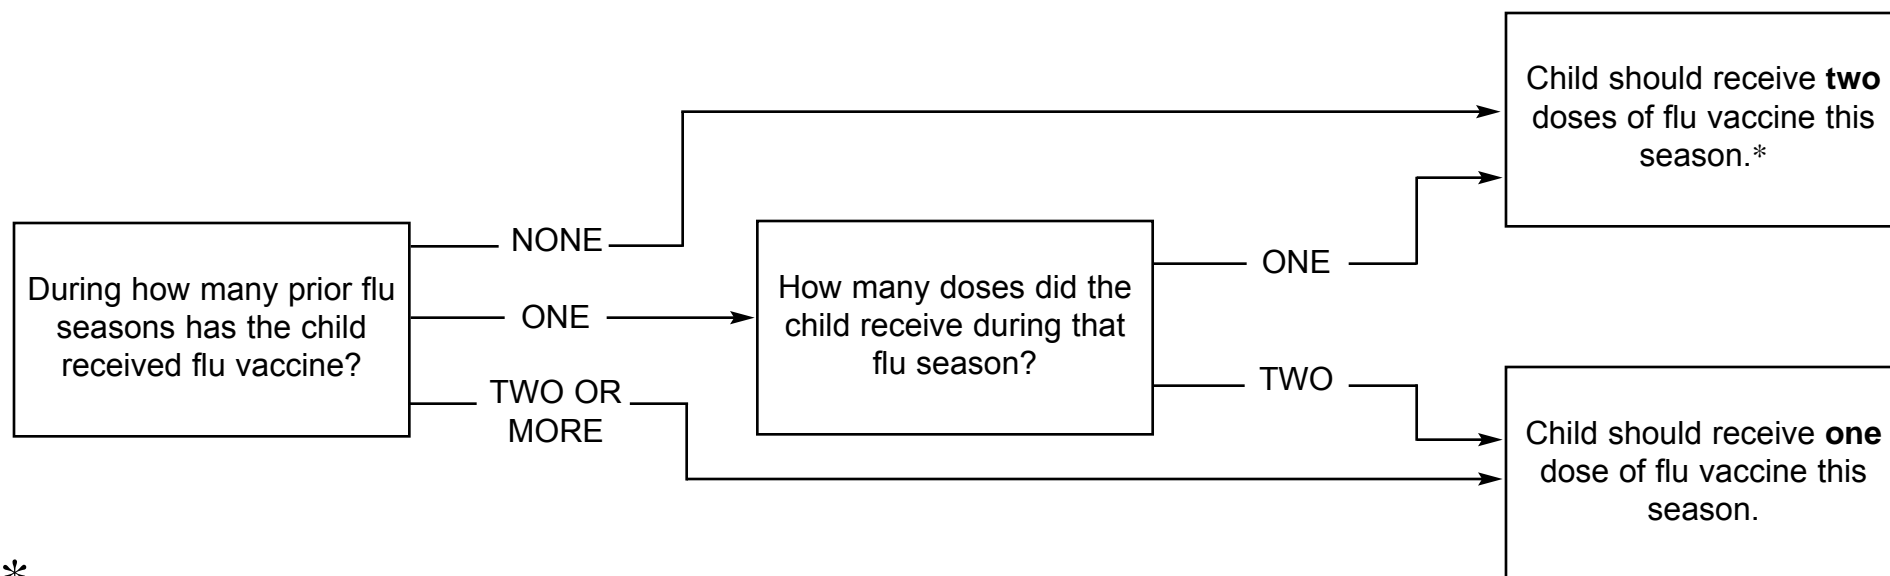 During how many prior flu
seasons has the child
received flu vaccine?
NONE
ONE
TWO OR
MORE
How many doses did the
child receive during that
flu season?
ONE
TWO
Child should receive two
doses of flu vaccine this
season.*
Child should receive one
dose of flu vaccine this
season.
*